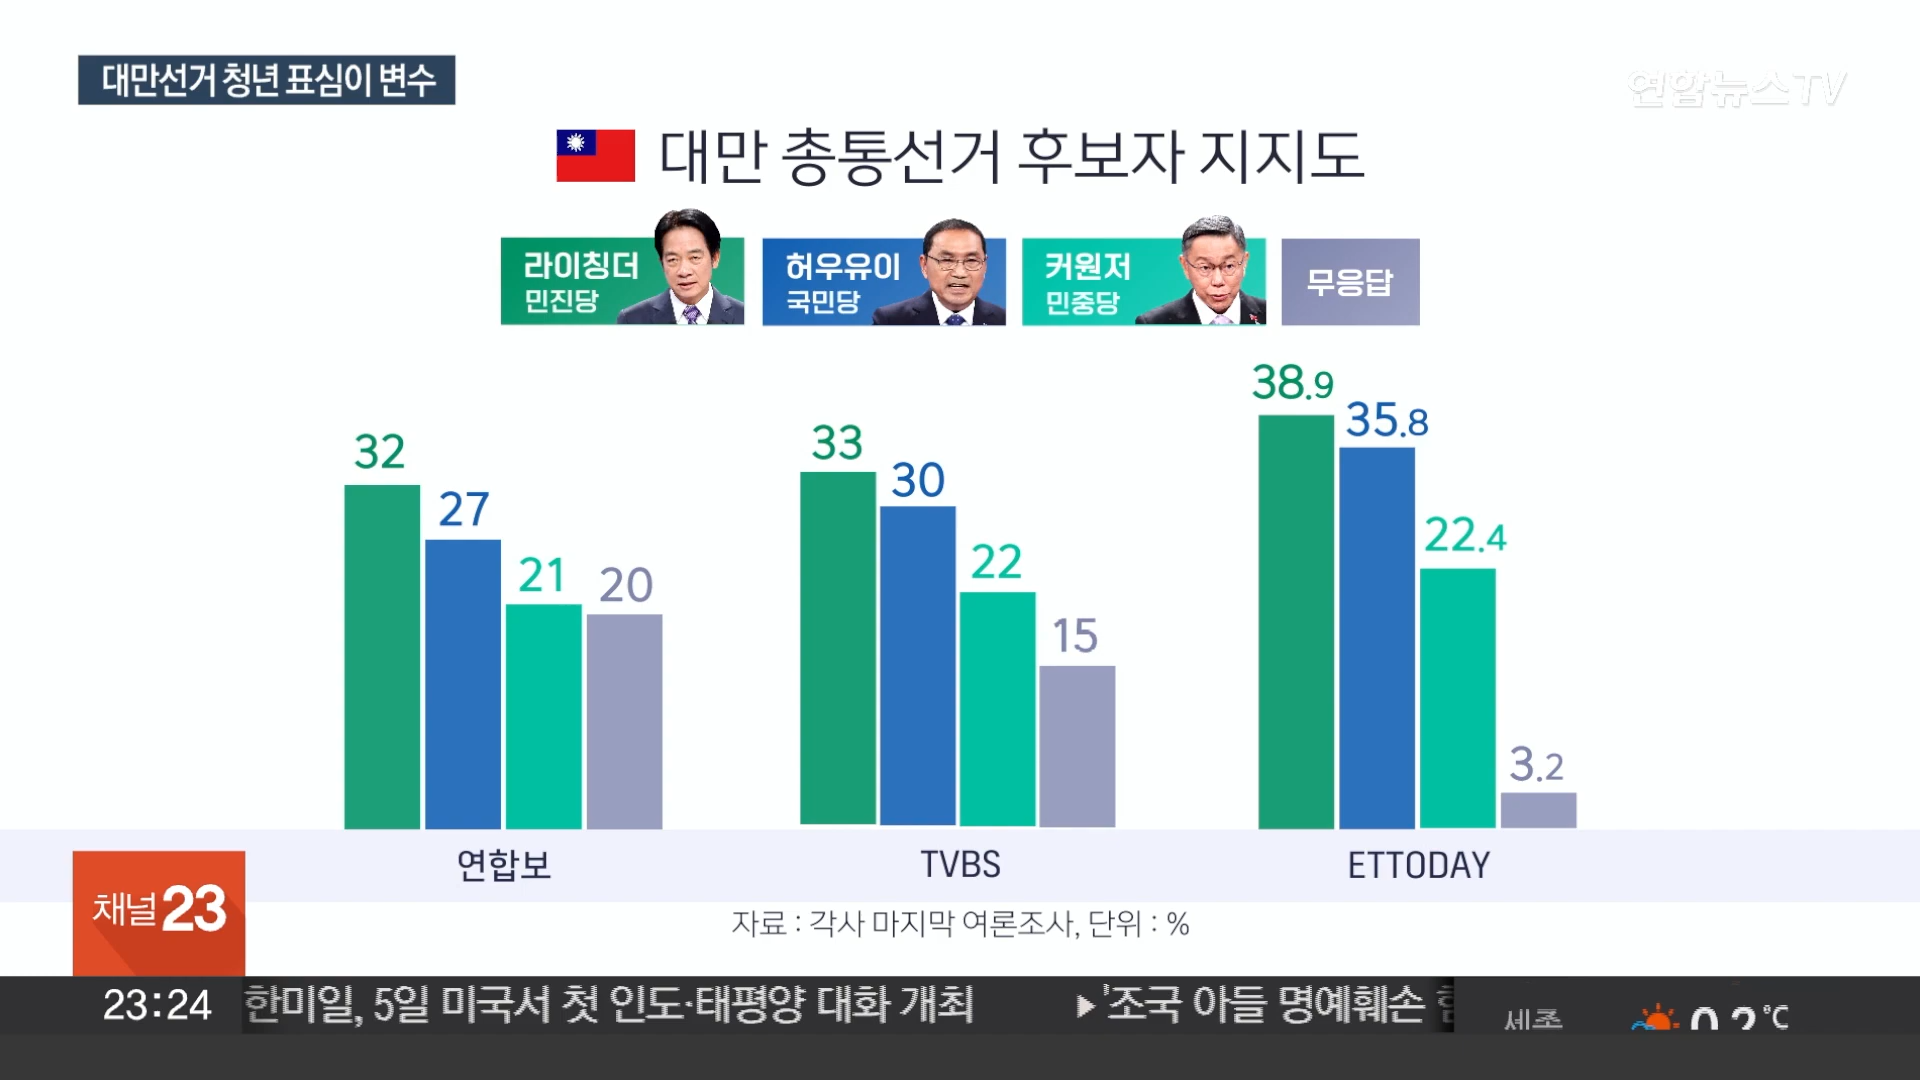 대만선거 청년 표심이 변수
연합뉴스TV
대만 총통선거 후보자 지지도
라이칭더
민진당
허우유이
국민당
커원저
민중당
무응답
32
27
21
20
33
30
22
15
38.9
35.8
22.4
3.2
연합보
TVBS
ETTODAY
자료 : 각사 마지막 여론조사, 단위 : %
채널23
23:24
한미일, 5일 미국서 첫 인도·태평양 대화 개최
▶'조국 아들 명예훼손